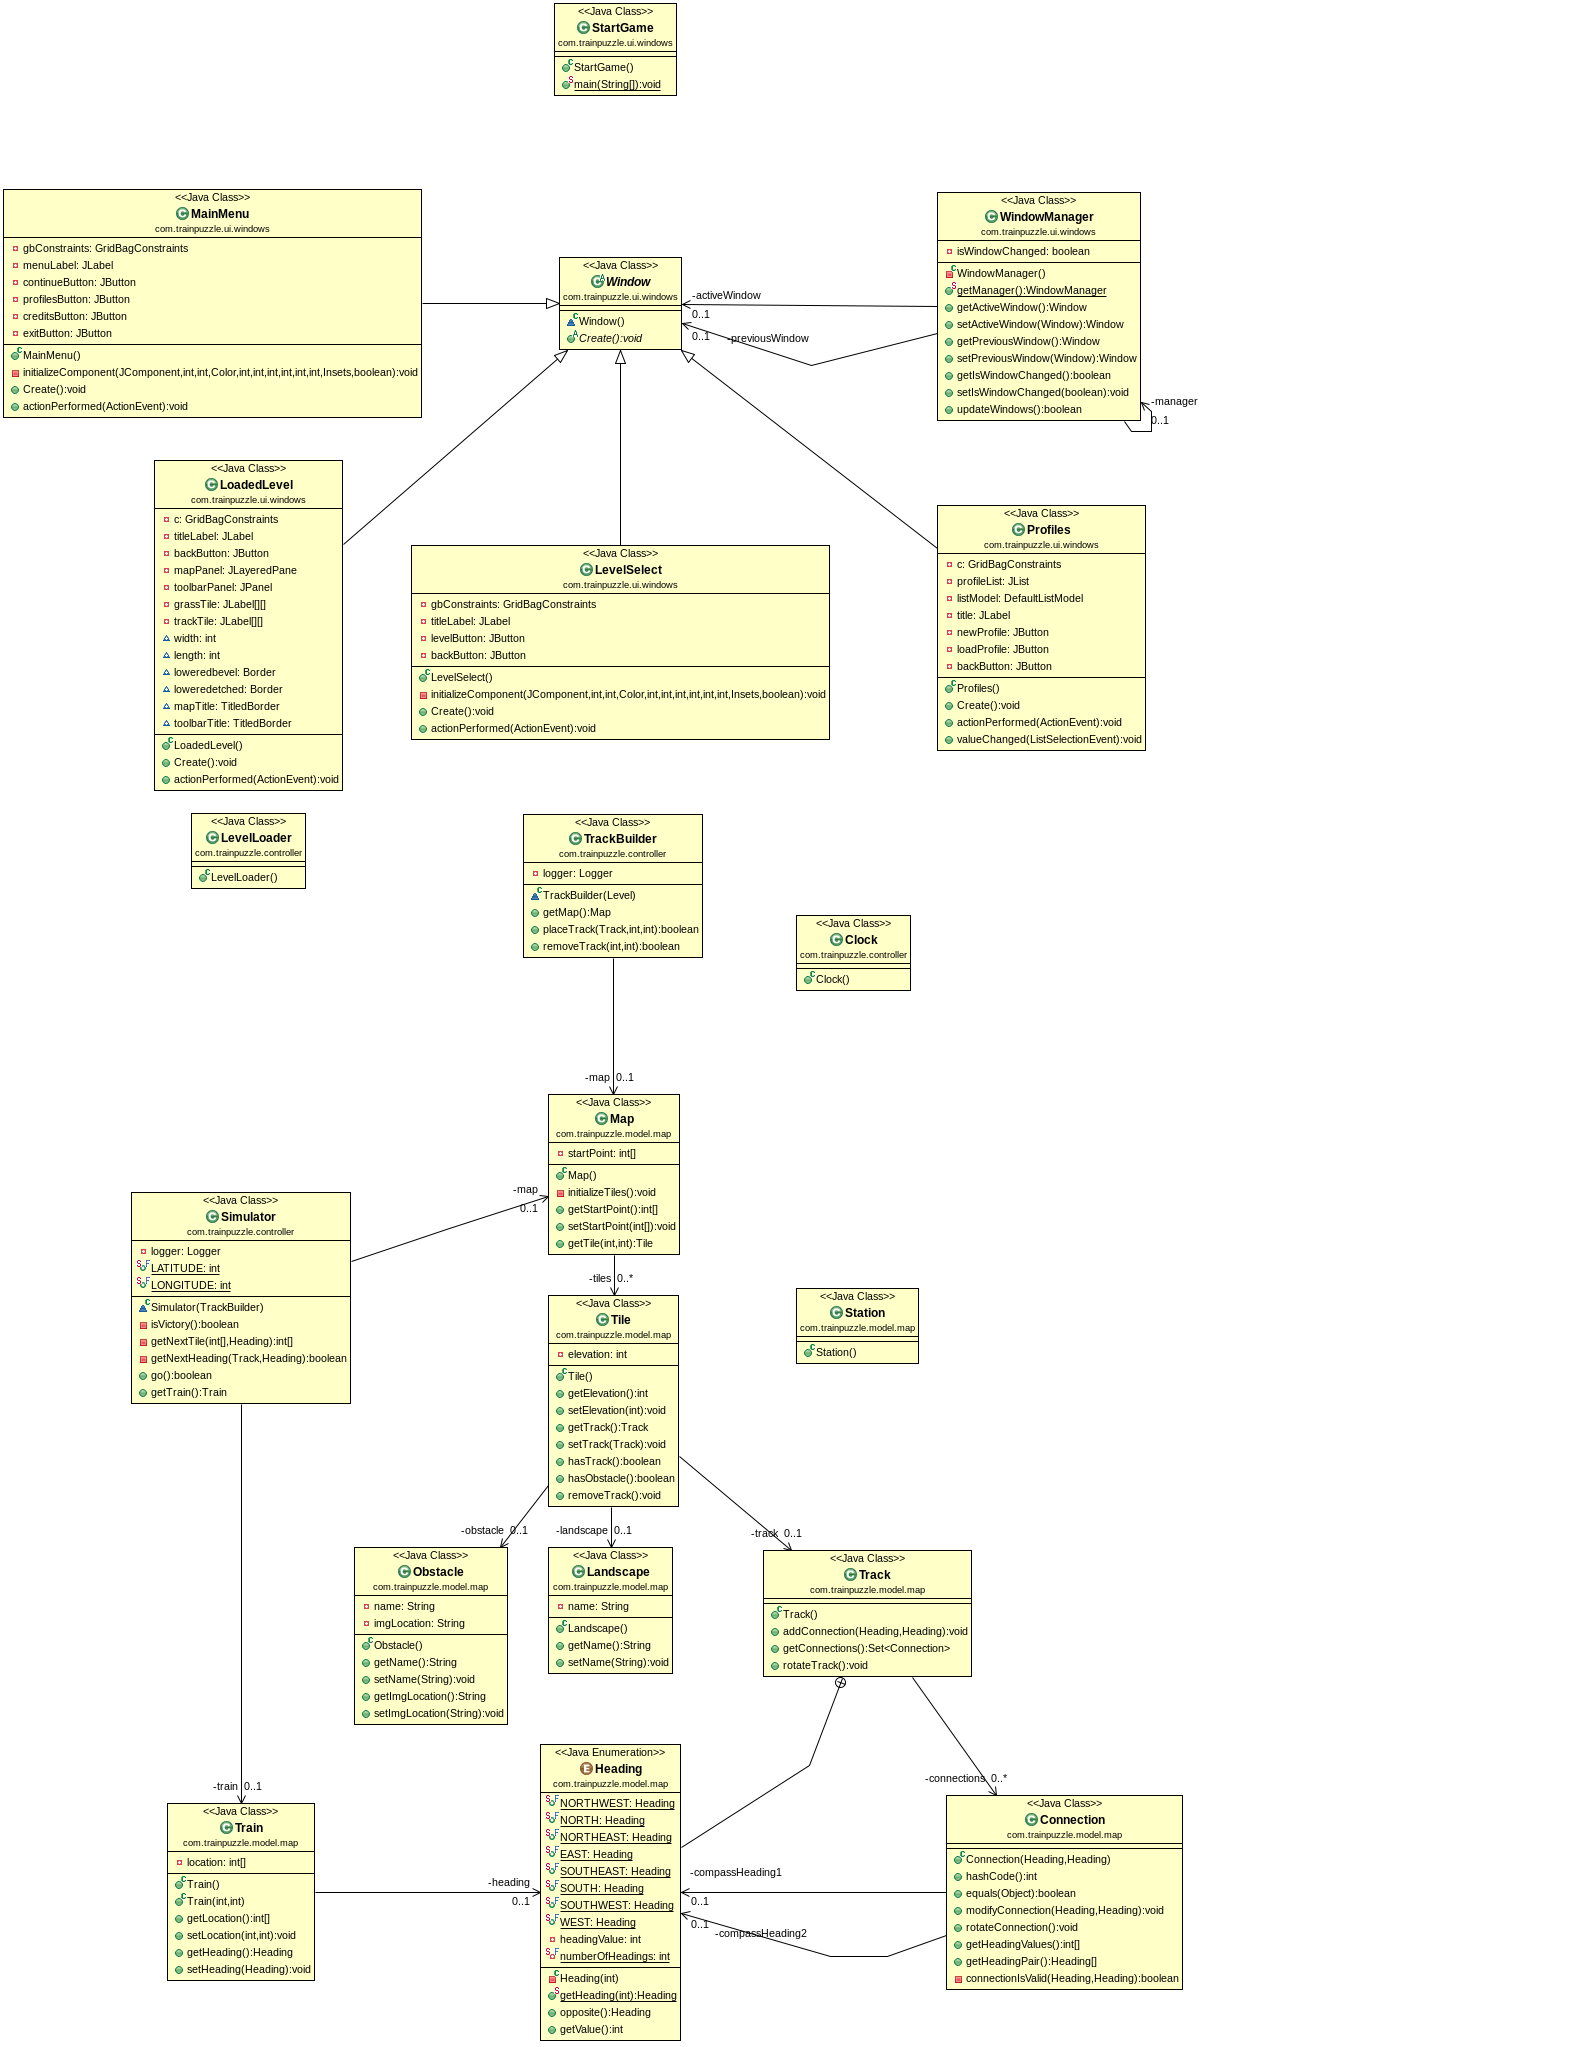 <<Java Class>>
StartGame
com.trainpuzzle.ui.windows
StartGame()
main(String[]):void
<<Java Class>>
MainMenu
com.trainpuzzle.ui.windows
gbConstraints: GridBagConstraints
menuLabel: JLabel
continueButton: JButton
profilesButton: JButton
creditsButton: JButton
exitButton: JButton
MainMenu()
initializeComponent(JComponent,int,int,Color,int,int,int,int,int,int,Insets,boolean):void
Create():void
actionPerformed(ActionEvent):void
<<Java Class>>
Window
com.trainpuzzle.ui.windows
Window()
Create():void
-activeWindow
0..1
0..1
-previousWindow
<<Java Class>>
WindowManager
com.trainpuzzle.ui.windows
isWindowChanged: boolean
WindowManager()
getManager():WindowManager
getActiveWindow():Window
setActiveWindow(Window):Window
getPreviousWindow():Window
setPreviousWindow(Window):Window
getIsWindowChanged():boolean
setIsWindowChanged(boolean):void
updateWindows():boolean
-manager
0..1
<<Java Class>>
LoadedLevel
com.trainpuzzle.ui.windows
c: GridBagConstraints
titleLabel: JLabel
backButton: JButton
mapPanel: JLayeredPane
toolbarPanel: JPanel
grassTile: JLabel[][]
trackTile: JLabel[][]
width: int
length: int
loweredbevel: Border
loweredetched: Border
mapTitle: TitledBorder
toolbarTitle: TitledBorder
LoadedLevel()
Create():void
actionPerformed(ActionEvent):void
<<Java Class>>
LevelSelect
com.trainpuzzle.ui.windows
gbConstraints: GridBagConstraints
titleLabel: JLabel
levelButton: JButton
backButton: JButton
LevelSelect()
initializeComponent(JComponent,int,int,Color,int,int,int,int,int,int,Insets,boolean):void
Create():void
actionPerformed(ActionEvent):void
<<Java Class>>
Profiles
com.trainpuzzle.ui.windows
c: GridBagConstraints
profileList: JList
listModel: DefaultListModel
title: JLabel
newProfile: JButton
loadProfile: JButton
backButton: JButton
Profiles()
Create():void
actionPerformed(ActionEvent):void
valueChanged(ListSelectionEvent):void
<<Java Class>>
LevelLoader
com.trainpuzzle.controller
LevelLoader()
<<Java Class>>
TrackBuilder
com.trainpuzzle.controller
logger: Logger
TrackBuilder(Level)
getMap():Map
placeTrack(Track,int,int):boolean
removeTrack(int,int):boolean
<<Java Class>>
Clock
com.trainpuzzle.controller
Clock()
-map 0..1
<<Java Class>>
Map
com.trainpuzzle.model.map
startPoint: int[]
Map()
initializeTiles():void
getStartPoint():int[]
setStartPoint(int[]):void
getTile(int,int):Tile
-map
0..1
<<Java Class>>
Simulator
com.trainpuzzle.controller
logger: Logger
LATITUDE: int
LONGITUDE: int
Simulator(TrackBuilder)
isVictory():boolean
getNextTile(int[],Heading):int[]
getNextHeading(Track,Heading):boolean
go():boolean
getTrain():Train
-tiles 0..*
<<Java Class>>
Tile
com.trainpuzzle.model.map
elevation: int
Tile()
getElevation():int
setElevation(int):void
getTrack():Track
setTrack(Track):void
hasTrack():boolean
hasObstacle():boolean
removeTrack():void
<<Java Class>>
Station
com.trainpuzzle.model.map
Station()
-obstacle 0..1
-landscape 0..1
-track 0..1
<<Java Class>>
Obstacle
com.trainpuzzle.model.map
name: String
imgLocation: String
Obstacle()
getName():String
setName(String):void
getImgLocation():String
setImgLocation(String):void
<<Java Class>>
Landscape
com.trainpuzzle.model.map
name: String
Landscape()
getName():String
setName(String):void
<<Java Class>>
Track
com.trainpuzzle.model.map
Track()
addConnection(Heading,Heading):void
getConnections():Set<Connection>
rotateTrack():void
-train 0..1
<<Java Class>>
Train
com.trainpuzzle.model.map
location: int[]
Train()
Train(int,int)
getLocation():int[]
setLocation(int,int):void
getHeading():Heading
setHeading(Heading):void
-heading
0..1
<<Java Enumeration>>
Heading
com.trainpuzzle.model.map
NORTHWEST: Heading
NORTH: Heading
NORTHEAST: Heading
EAST: Heading
SOUTHEAST: Heading
SOUTH: Heading
SOUTHWEST: Heading
WEST: Heading
headingValue: int
numberOfHeadings: int
Heading(int)
getHeading(int):Heading
opposite():Heading
getValue():int
-compassHeading1
0..1
0..1
-compassHeading2
-connections 0..*
<<Java Class>>
Connection
com.trainpuzzle.model.map
Connection(Heading,Heading)
hashCode():int
equals(Object):boolean
modifyConnection(Heading,Heading):void
rotateConnection():void
getHeadingValues():int[]
getHeadingPair():Heading[]
connectionIsValid(Heading,Heading):boolean